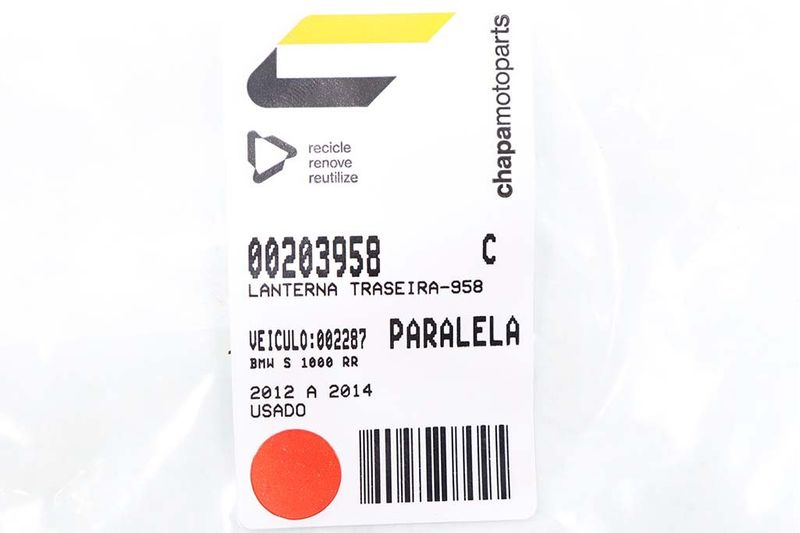 chapamotoparts
recicle
renove
reutilize
00203958 C
LANTERNA TRASEIRA-958
VEICULO:002287 PARALELA
BMW S 1000 RR
2012 A 2014
USADO